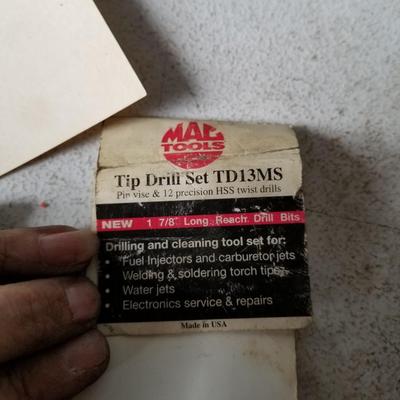 MAC
TOOLS
Tip Drill Set TD13MS
Pin vise & 12 precision HSS twist drills
NEW 1 7/8" Long Reach Drill Bits
Drilling and cleaning tool set for:
• Fuel Injectors and carburetor jets
• Welding & soldering torch tips
• Water jets
• Electronics service & repairs
Made in USA